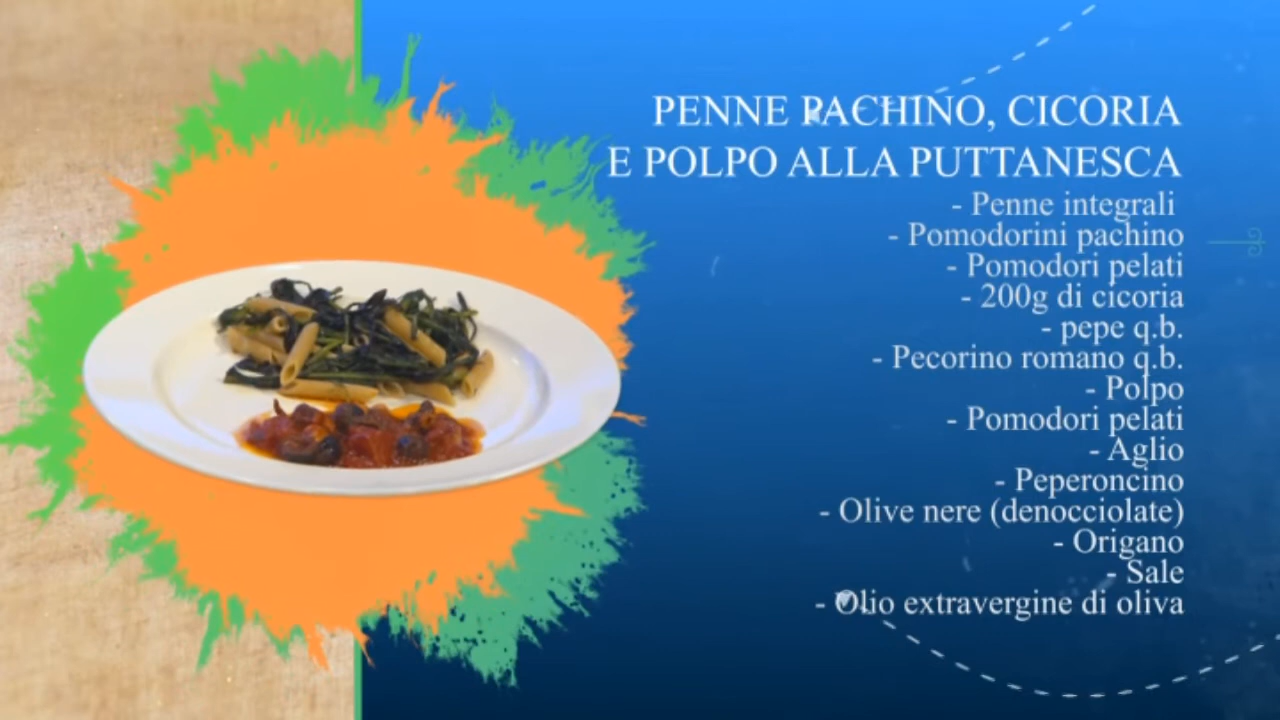 PENNE PACHINO, CICORIA
E POLPO ALLA PUTTANESCA
- Penne integrali
- Pomodorini pachino
- Pomodori pelati
- 200g di cicoria
- pepe q.b.
- Pecorino romano q.b.
- Polpo
- Pomodori pelati
- Aglio
- Peperoncino
- Olive nere (denocciolate)
- Origano
- Sale
- Olio extravergine di oliva